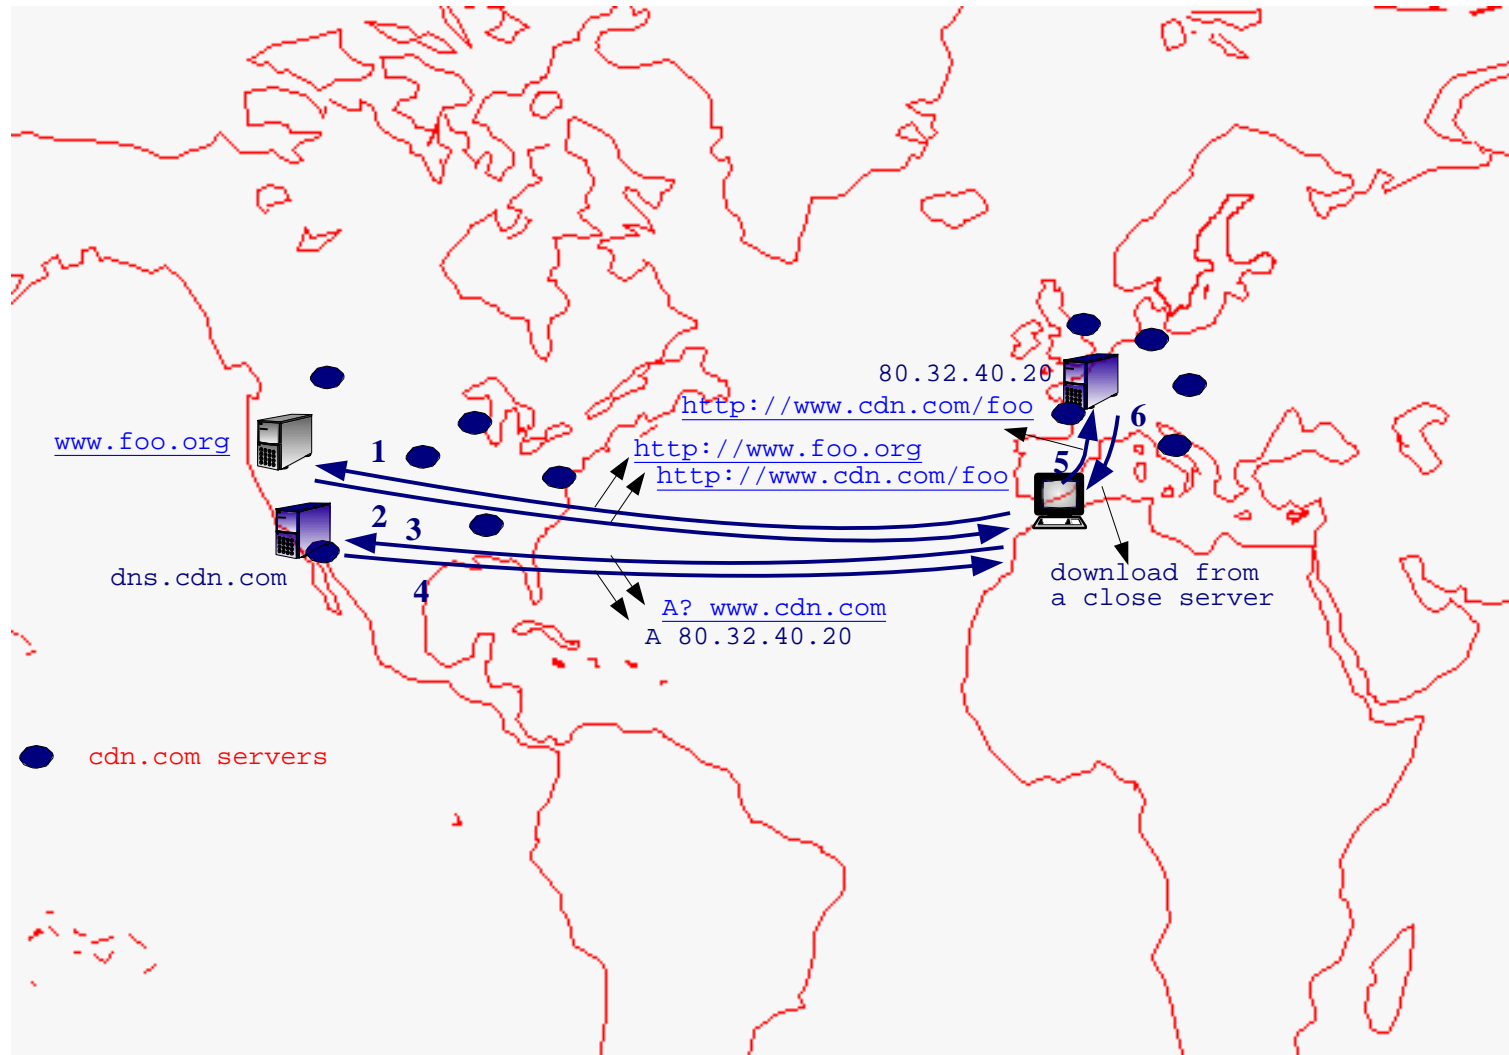 80.32.40.20
http://www.cdn.com/foo
6
www.foo.org
1
http://www.foo.org
5
http://www.cdn.com/foo
2
3
dns.cdn.com
4
download from
a close server
A? www.cdn.com
A 80.32.40.20
cdn.com servers